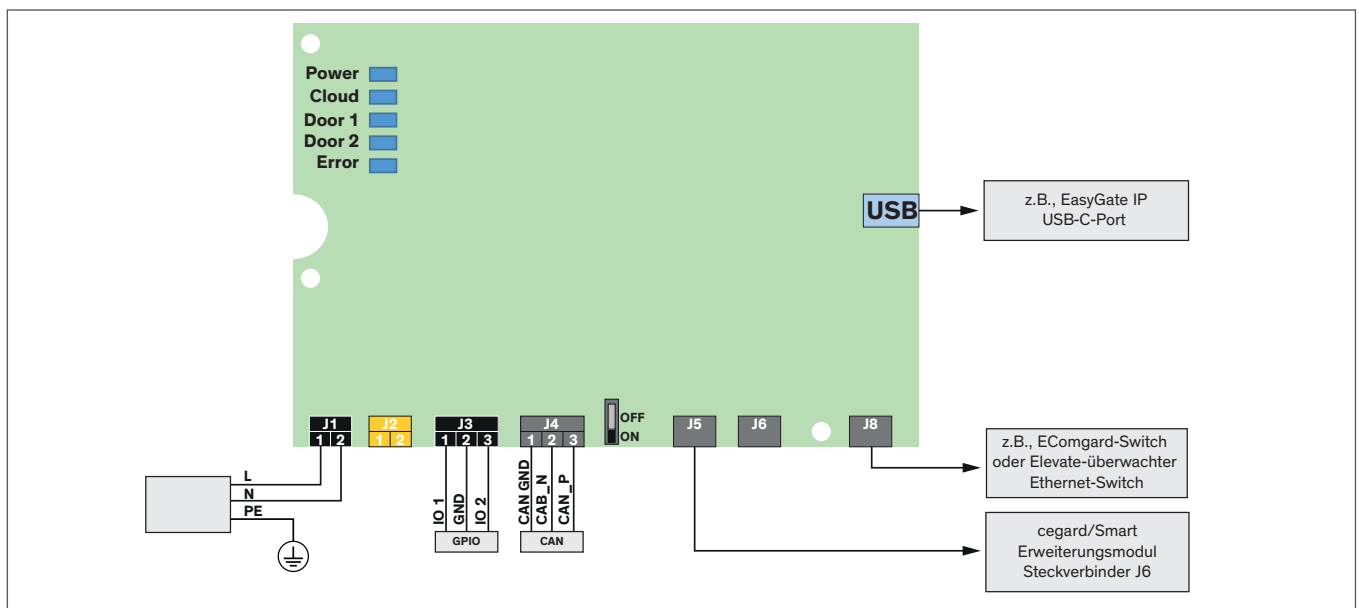 Power
Cloud
Door 1
Door 2
Error
USB
z.B., EasyGate IP
USB-C-Port
J1
1 2
J2
1 2
J3
1 2 3
J4
1 2 3
OFF
ON
J5
J6
J8
L
N
PE
IO 1
GND
IO 2
GPIO
CAN GND
CAB_N
CAN_P
CAN
z.B., EComgard-Switch
oder Elevate-überwachter
Ethernet-Switch
cegard/Smart
Erweiterungsmodul
Steckverbinder J6